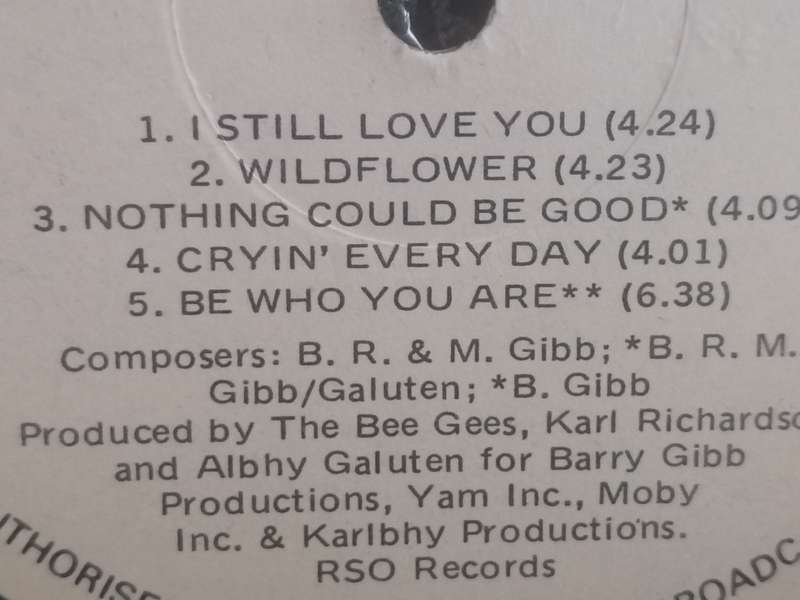 1. I STILL LOVE YOU (4.24)
2. WILDFLOWER (4.23)
3. NOTHING COULD BE GOOD* (4.09
4. CRYIN' EVERY DAY (4.01)
5. BE WHO YOU ARE** (6.38)
Composers: B. R. & M. Gibb; *B. R. M.
Gibb/Galuten; *B. Gibb
Produced by The Bee Gees, Karl Richardso
and Albhy Galuten for Barry Gibb
Productions, Yam Inc., Moby
Inc. & Karlbhy Productions.
RSO Records